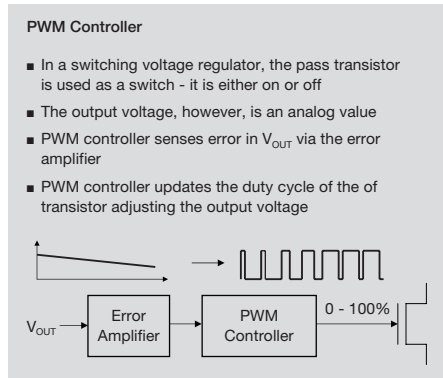 PWM Controller
■ In a switching voltage regulator, the pass transistor
is used as a switch - it is either on or off
■ The output voltage, however, is an analog value
■ PWM controller senses error in VOUT via the error
amplifier
■ PWM controller updates the duty cycle of the of
transistor adjusting the output voltage
VOUT
Error
Amplifier
PWM
Controller
0 - 100%